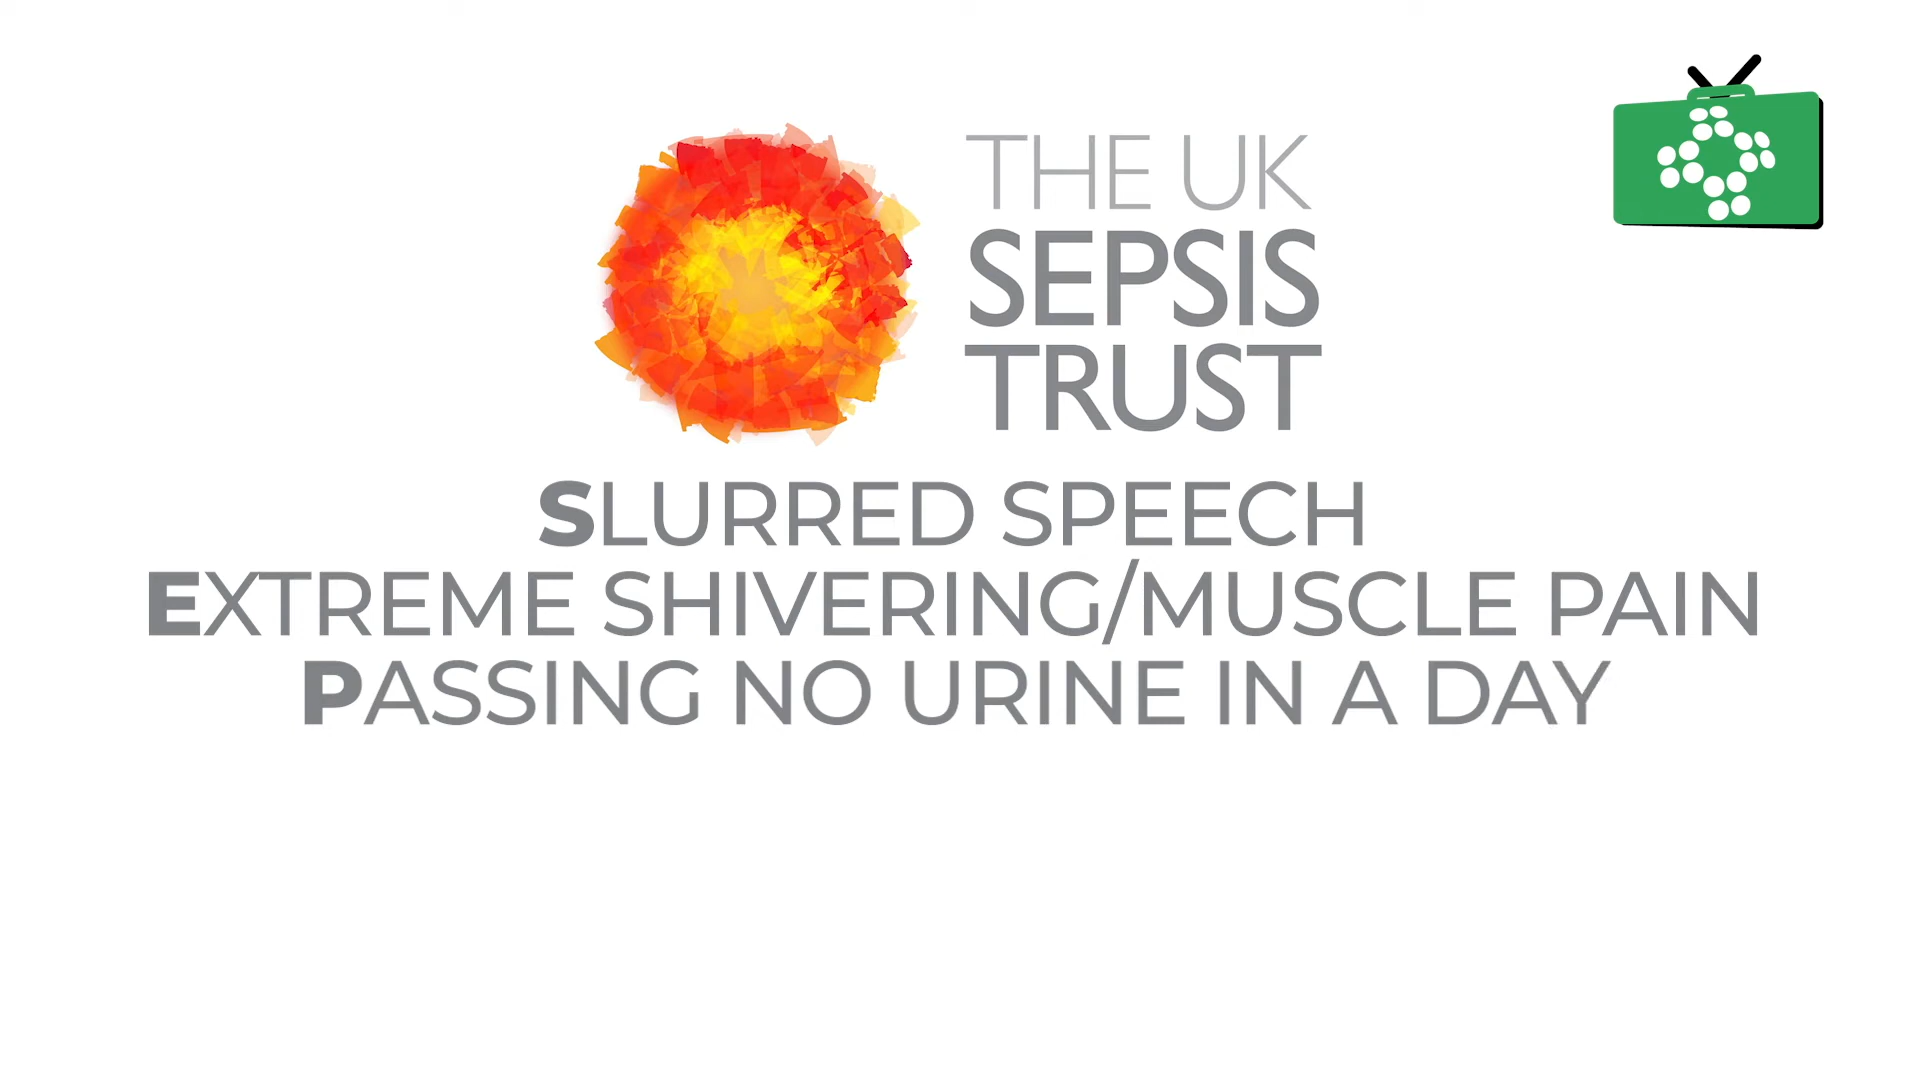 THE UK
SEPSIS
TRUST
SLURRED SPEECH
EXTREME SHIVERING/MUSCLE PAIN
PASSING NO URINE IN A DAY